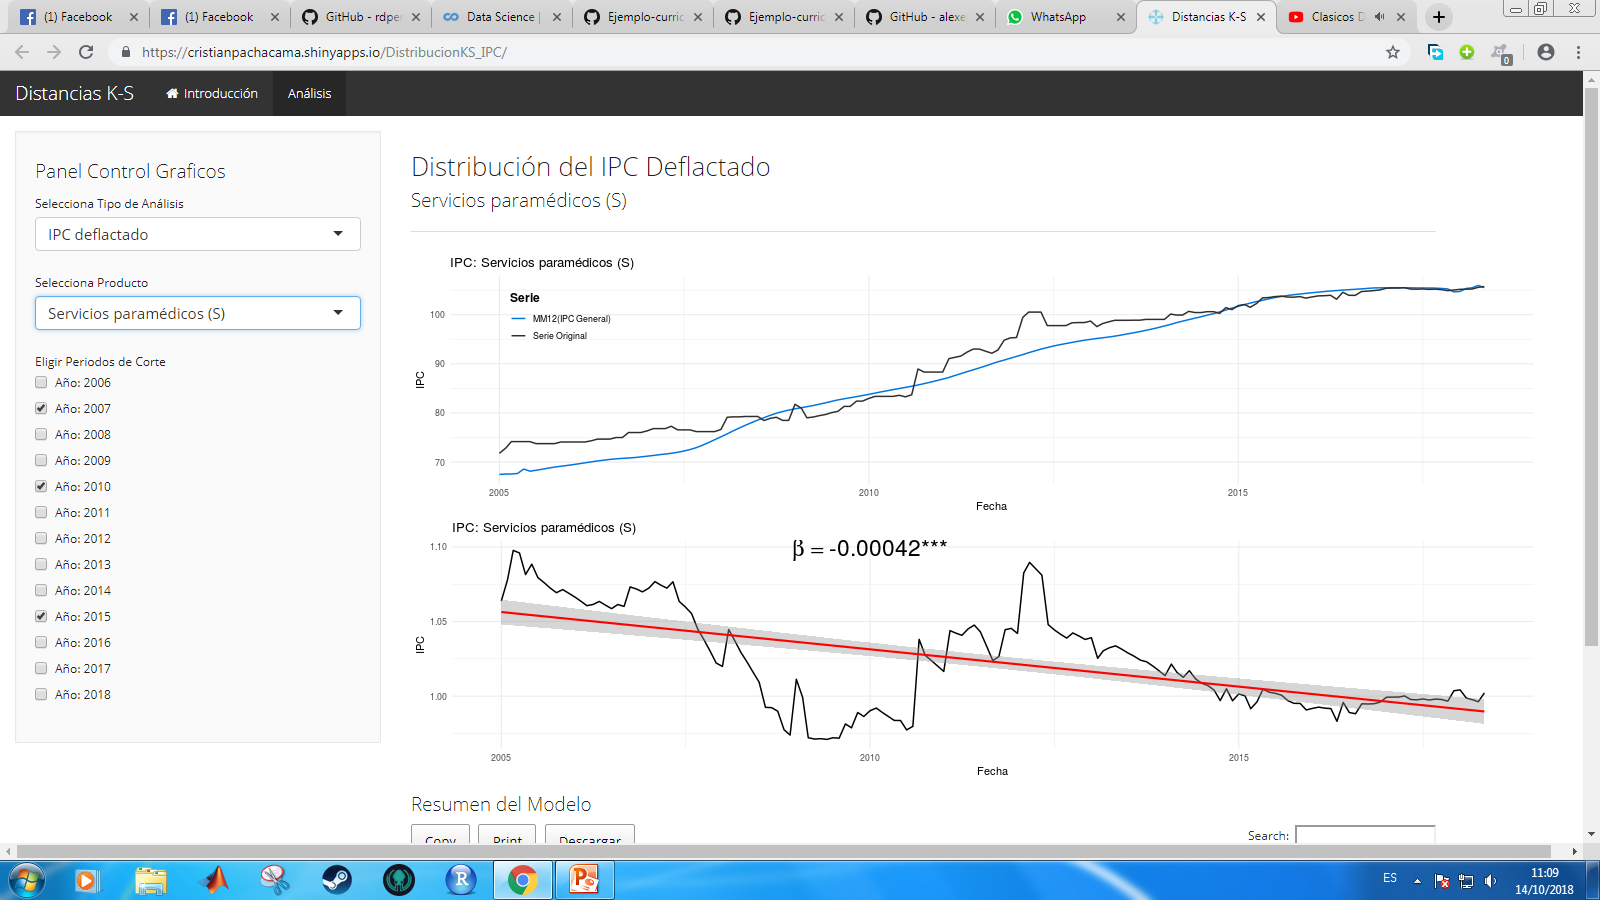 (1) Facebook
(1) Facebook
GitHub - rdpe
Data Science |
Ejemplo-curric
Ejemplo-curric
GitHub - alexe
WhatsApp
Distancias K-S
Clasicos D
https://cristianpachacama.shinyapps.io/DistribucionKS_IPC/
0
Distancias K-S
Introducción
Análisis
Panel Control Graficos
Selecciona Tipo de Análisis
IPC deflactado
Selecciona Producto
Servicios paramédicos (S)
Eligir Periodos de Corte
Año: 2006
Año: 2007
Año: 2008
Año: 2009
Año: 2010
Año: 2011
Año: 2012
Año: 2013
Año: 2014
Año: 2015
Año: 2016
Año: 2017
Año: 2018
Distribución del IPC Deflactado
Servicios paramédicos (S)
IPC: Servicios paramédicos (S)
Serie
MM12(IPC General)
Serie Original
100
90
80
70
IPC
2005
2010
2015
Fecha
IPC: Servicios paramédicos (S)
β = -0.00042***
1.10
1.05
1.00
IPC
2005
2010
2015
Fecha
Resumen del Modelo
Copy
Print
Descargar
Search:
ES
11:09
14/10/2018